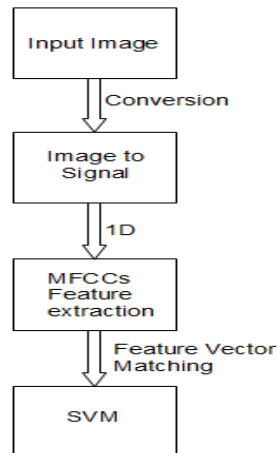 Input Image
Conversion
Image to
Signal
1D
MFCCs
Feature
extraction
Feature Vector
Matching
SVM